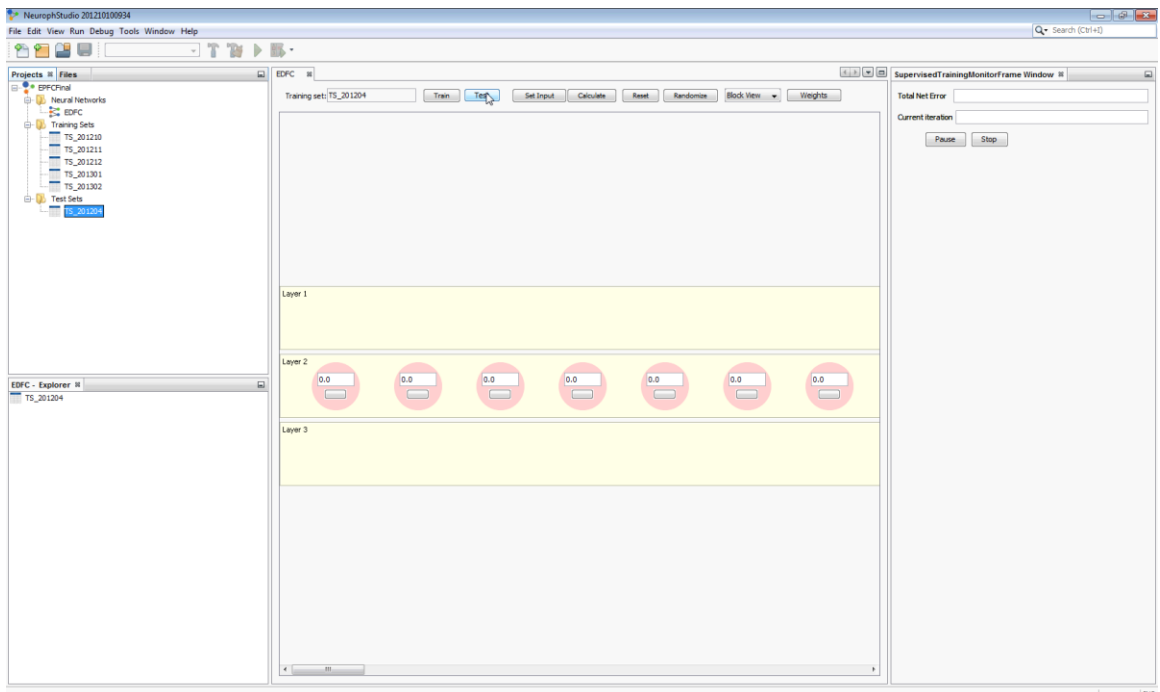 NeurophStudio 201210100934
File Edit View Run Debug Tools Window Help
Search (Ctrl+I)
Projects Files
EPFCFinal
Neural Networks
EDFC
Training Sets
TS_201210
TS_201211
TS_201212
TS_201301
TS_201302
Test Sets
TS_201204
EDFC - Explorer
TS_201204
EDFC
Training set: TS_201204 Train Test Set Input Calculate Reset Randomize Block View Weights
Layer 1
Layer 2
0.0 0.0 0.0 0.0 0.0 0.0 0.0
Layer 3
SupervisedTrainingMonitorFrame Window
Total Net Error
Current iteration
Pause Stop